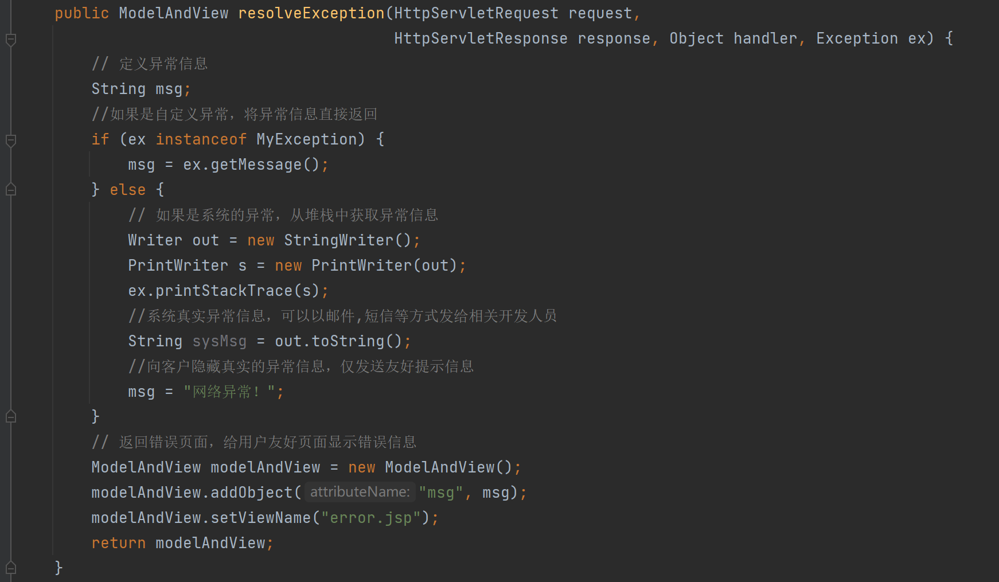 public ModelAndView resolveException(HttpServletRequest request,
HttpServletResponse response, Object handler, Exception ex) {
// 定义异常信息
String msg;
//如果是自定义异常，将异常信息直接返回
if (ex instanceof MyException) {
msg = ex.getMessage();
} else {
// 如果是系统的异常，从堆栈中获取异常信息
Writer out = new StringWriter();
PrintWriter s = new PrintWriter(out);
ex.printStackTrace(s);
//系统真实异常信息，可以以邮件,短信等方式发给相关开发人员
String sysMsg = out.toString();
//向客户隐藏真实的异常信息，仅发送友好提示信息
msg = "网络异常！";
}
// 返回错误页面，给用户友好页面显示错误信息
ModelAndView modelAndView = new ModelAndView();
modelAndView.addObject( attributeName: "msg", msg);
modelAndView.setViewName("error.jsp");
return modelAndView;
}